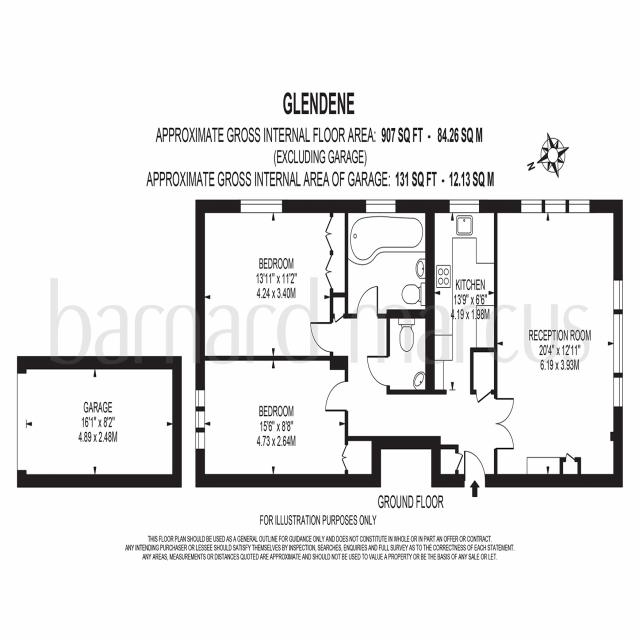 GLENDENE
APPROXIMATE GROSS INTERNAL FLOOR AREA: 907 SQ FT - 84.26 SQ M
(EXCLUDING GARAGE)
APPROXIMATE GROSS INTERNAL AREA OF GARAGE: 131 SQ FT - 12.13 SQ M
N
BEDROOM
13'11" x 11'2"
4.24 x 3.40M
KITCHEN
13'9" x 6'6"
4.19 x 1.98M
barnard marcus
RECEPTION ROOM
20'4" x 12'11"
6.19 x 3.93M
GARAGE
16'1" x 8'2"
4.89 x 2.48M
BEDROOM
15'6" x 8'8"
4.73 x 2.64M
GROUND FLOOR
FOR ILLUSTRATION PURPOSES ONLY
THIS FLOOR PLAN SHOULD BE USED AS A GENERAL OUTLINE FOR GUIDANCE ONLY AND DOES NOT CONSTITUTE IN WHOLE OR IN PART AN OFFER OR CONTRACT.
ANY INTENDING PURCHASER OR LESSEE SHOULD SATISFY THEMSELVES BY INSPECTION, SEARCHES, ENQUIRIES AND FULL SURVEY AS TO THE CORRECTNESS OF EACH STATEMENT.
ANY AREAS, MEASUREMENTS OR DISTANCES QUOTED ARE APPROXIMATE AND SHOULD NOT BE USED TO VALUE A PROPERTY OR BE THE BASIS OF ANY SALE OR LET.